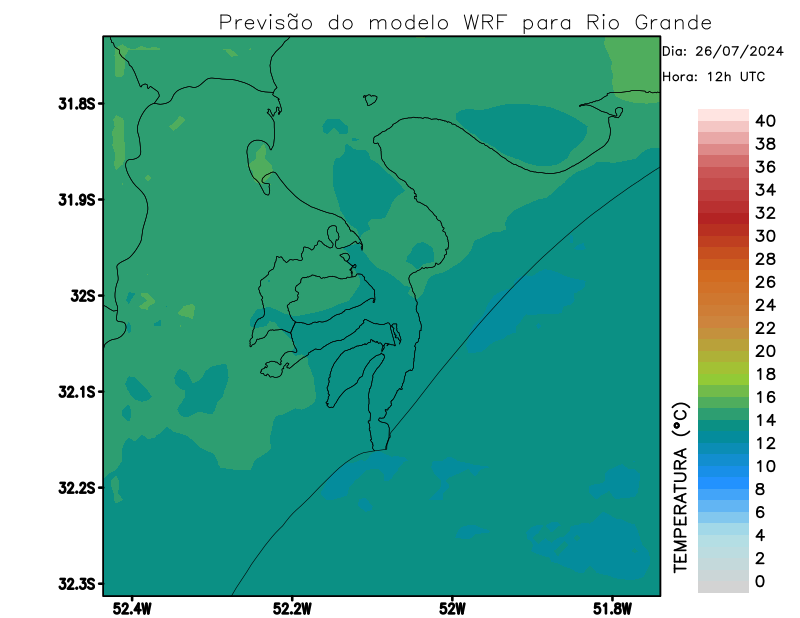 Previsão do modelo WRF para Rio Grande
Dia: 26/07/2024
Hora: 12h UTC
31.8S
31.9S
32S
32.1S
32.2S
32.3S
52.4W
52.2W
52W
51.8W
TEMPERATURA (°C)
40
38
36
34
32
30
28
26
24
22
20
18
16
14
12
10
8
6
4
2
0